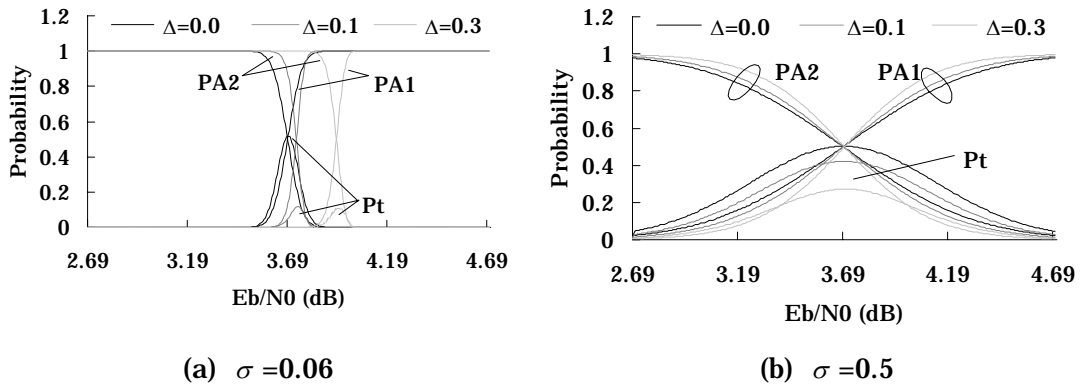 1.2
Δ=0.0 Δ=0.1 Δ=0.3
1
0.8
0.6
0.4
0.2
0
PA2
PA1
Pt
Probability
2.69 3.19 3.69 4.19 4.69
Eb/N0 (dB)
(a) σ =0.06
1.2
Δ=0.0 Δ=0.1 Δ=0.3
1
0.8
0.6
0.4
0.2
0
PA2 PA1
Pt
Probability
2.69 3.19 3.69 4.19 4.69
Eb/N0 (dB)
(b) σ =0.5